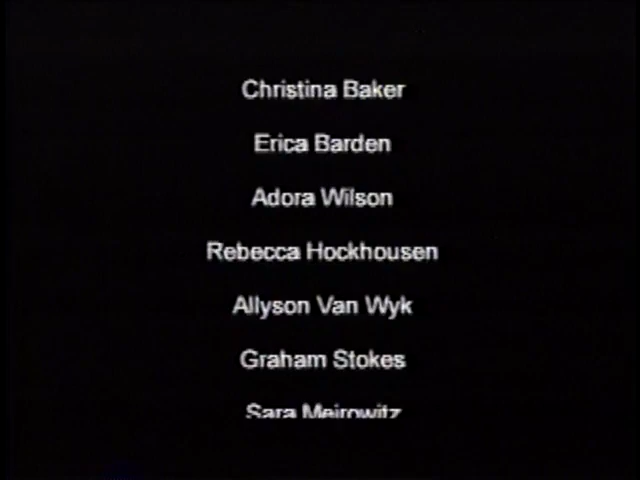 Christina Baker
Erica Barden
Adora Wilson
Rebecca Hockhousen
Allyson Van Wyk
Graham Stokes
Sara Meirowitz